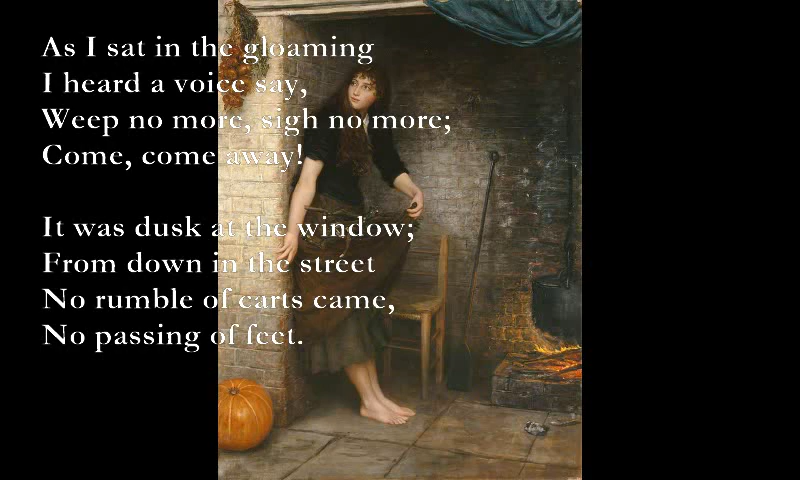 As I sat in the gloaming
I heard a voice say,
Weep no more, sigh no more;
Come, come away!
It was dusk at the window;
From down in the street
No rumble of carts came,
No passing of feet.